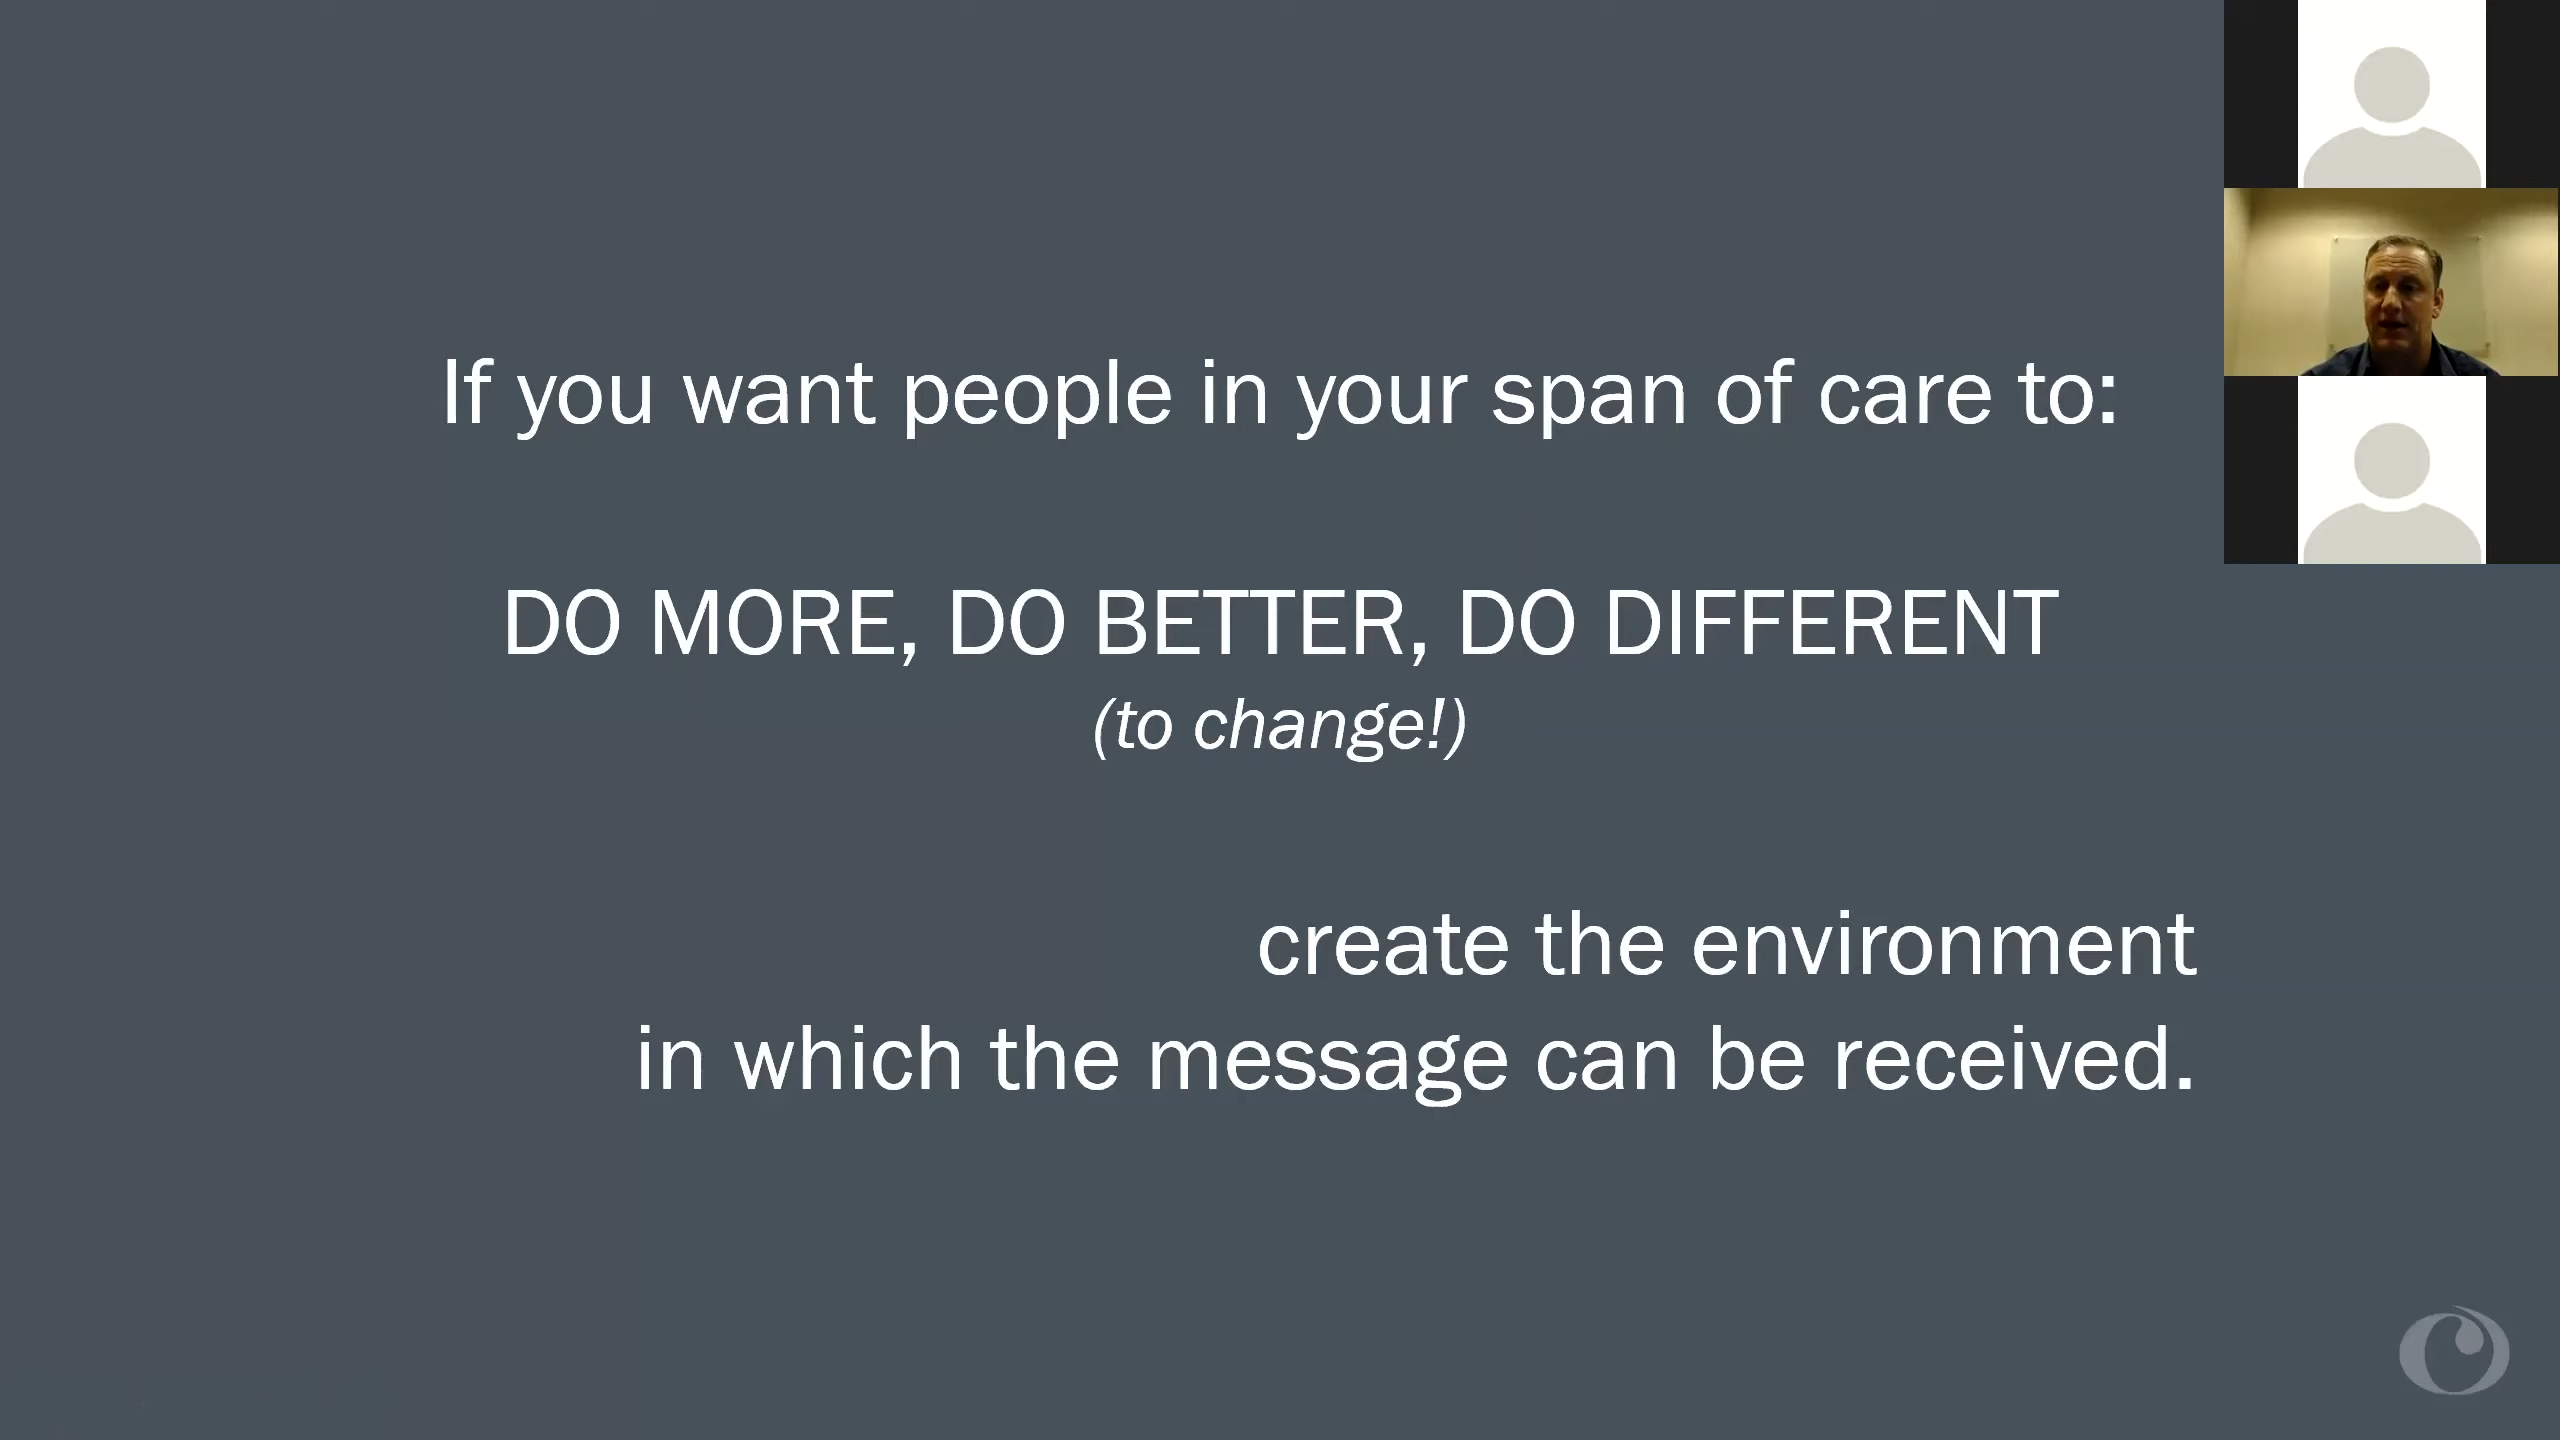 If you want people in your span of care to:
DO MORE, DO BETTER, DO DIFFERENT
(to change!)
create the environment
in which the message can be received.